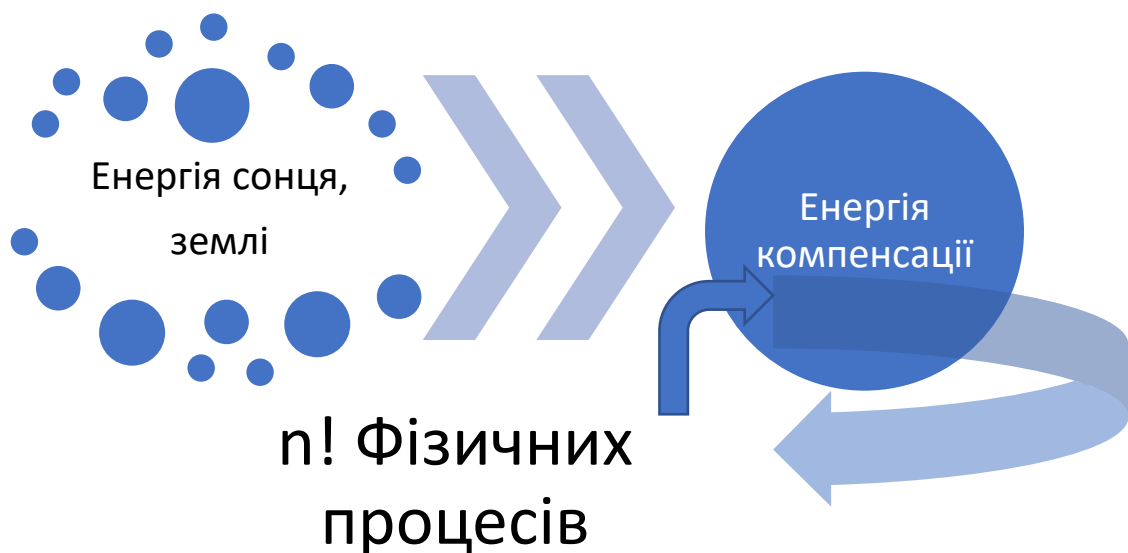 Енергія сонця,
землі
Енергія
компенсації
n! Фізичних
процесів